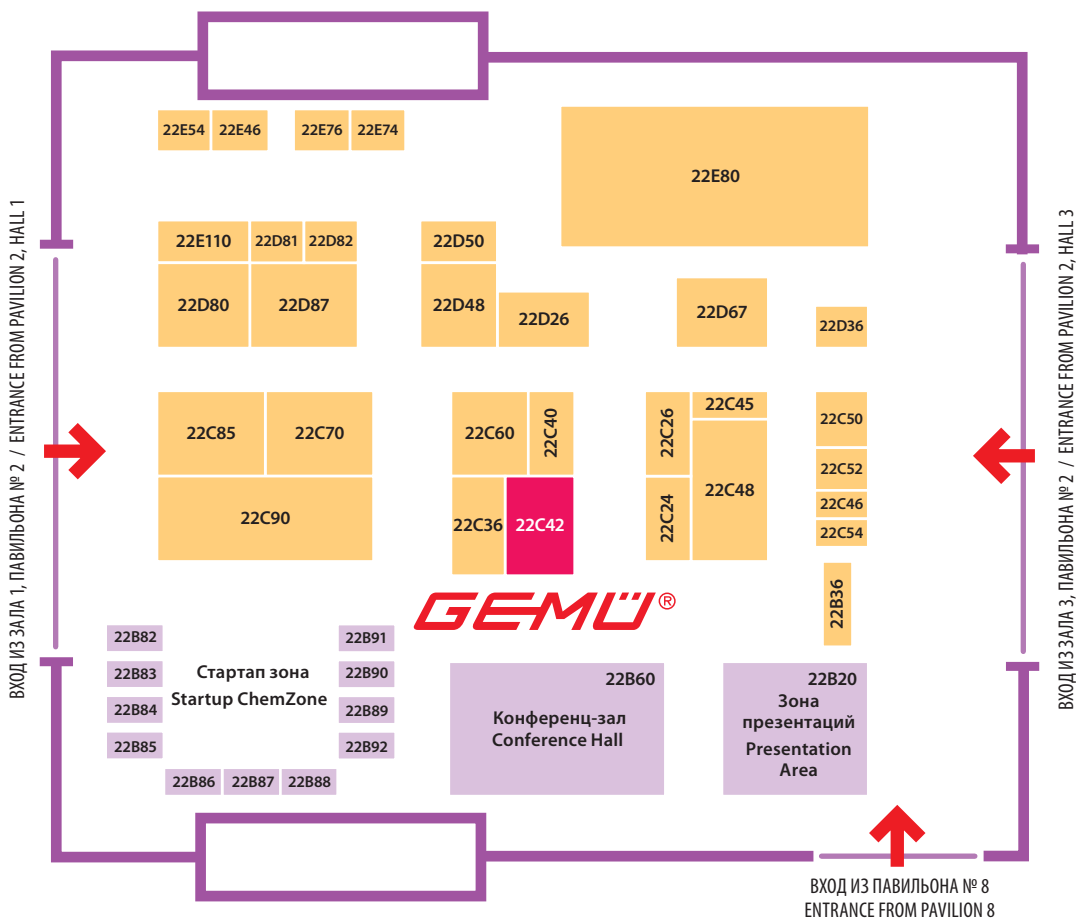 22E54 22E46 22E76 22E74
22E80
22E110 22D81 22D82 22D50
22D80 22D87 22D48 22D26 22D67 22D36
ВХОД ИЗ ЗАЛА 1, ПАВИЛЬОНА № 2 / ENTRANCE FROM PAVILION 2, HALL 1
ВХОД ИЗ ЗАЛА 3, ПАВИЛЬОНА № 2 / ENTRANCE FROM PAVILION 2, HALL 3
22C85 22C70 22C60 22C40 22C26 22C45 22C50
22C52
22C90 22C36 22C42 22C24 22C48 22C46
22C54
22B36
GEMÜ®
22B82 22B91
22B83 22B90
22B84 22B89
22B85 22B92
22B86 22B87 22B88
Стартап зона
Startup ChemZone
22B60
Конференц-зал
Conference Hall
22B20
Зона
презентаций
Presentation
Area
ВХОД ИЗ ПАВИЛЬОНА № 8
ENTRANCE FROM PAVILION 8